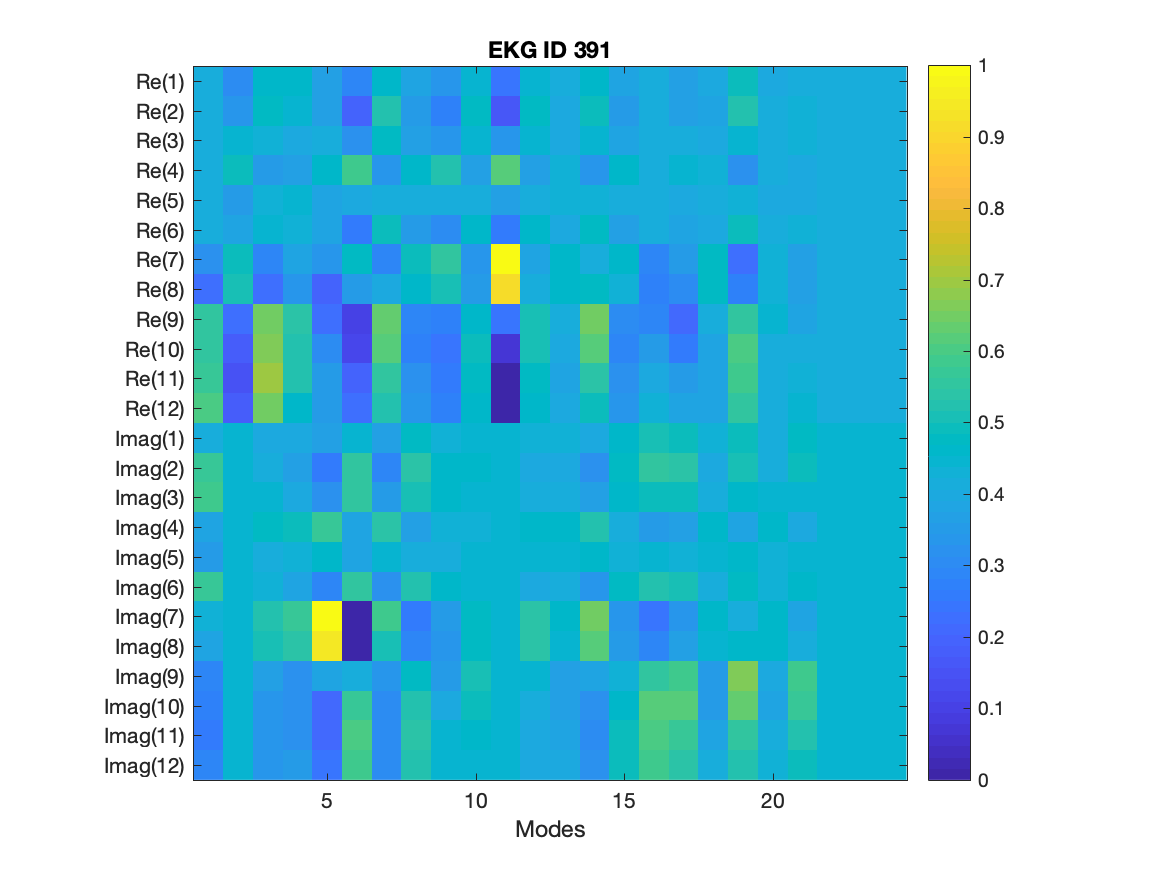 EKG ID 391
Re(1)
Re(2)
Re(3)
Re(4)
Re(5)
Re(6)
Re(7)
Re(8)
Re(9)
Re(10)
Re(11)
Re(12)
Imag(1)
Imag(2)
Imag(3)
Imag(4)
Imag(5)
Imag(6)
Imag(7)
Imag(8)
Imag(9)
Imag(10)
Imag(11)
Imag(12)
5 10 15 20
Modes
1
0.9
0.8
0.7
0.6
0.5
0.4
0.3
0.2
0.1
0